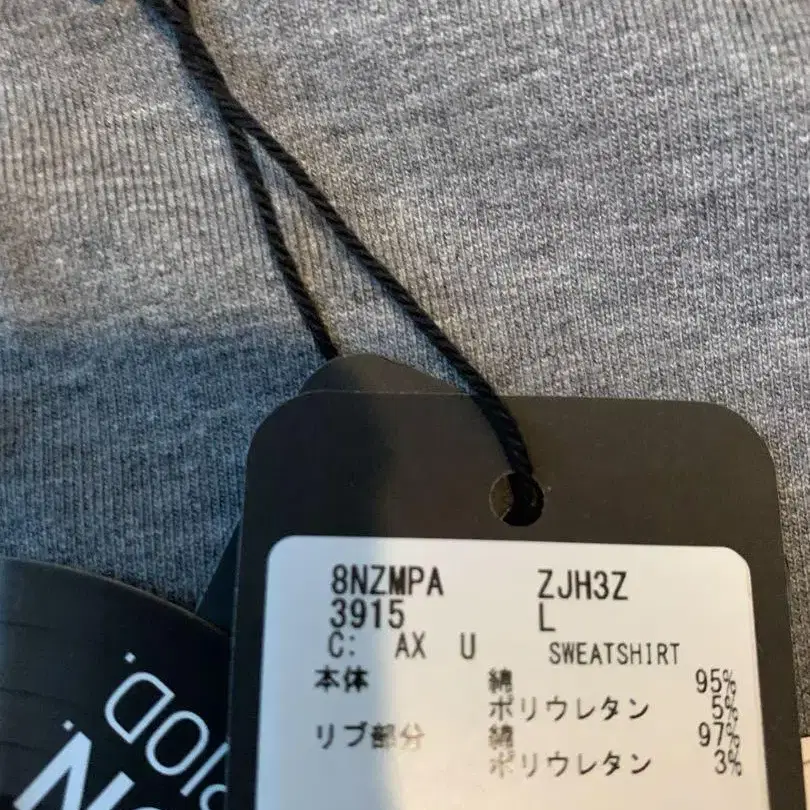 8NZMPA ZJH3Z
3915 L
C: AX U SWEATSHIRT
本体 綿 95%
ポリウレタン 5%
リブ部分 綿 97%
ポリウレタン 3%